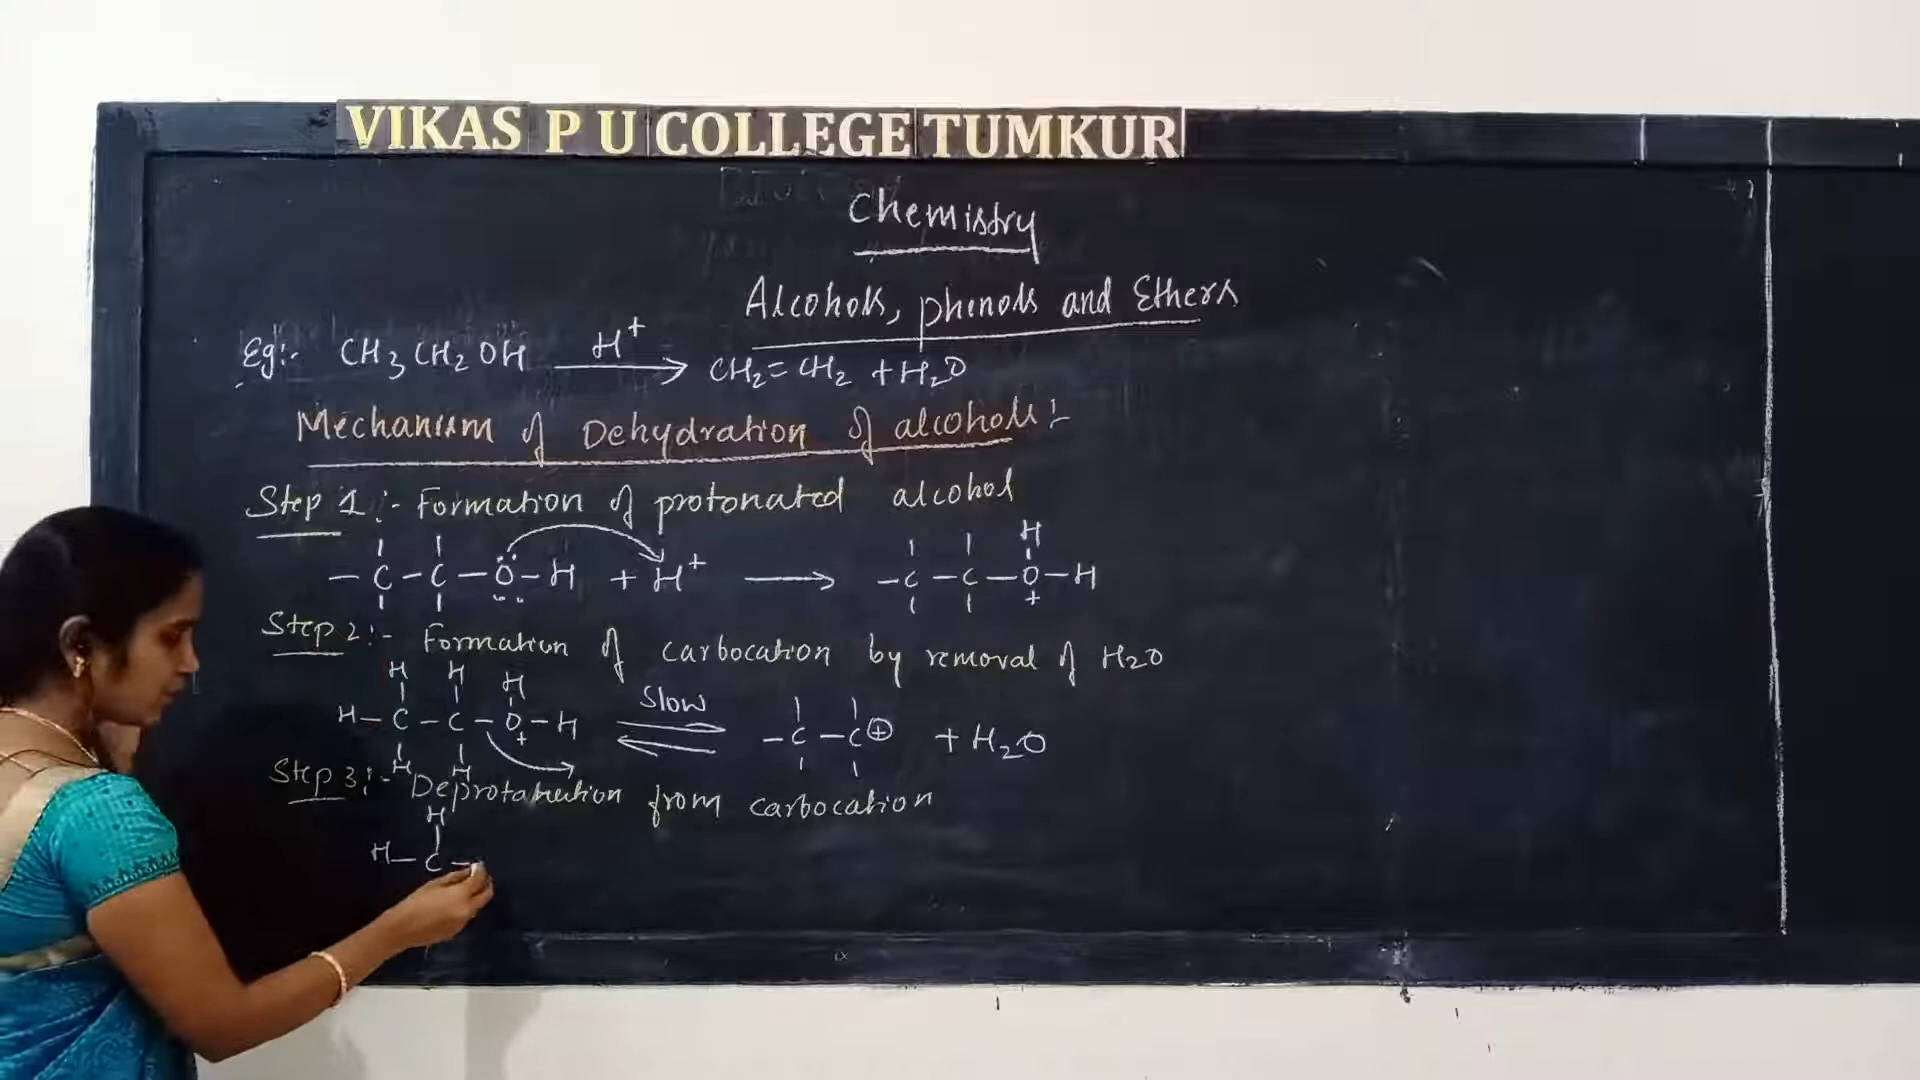 VIKAS P U COLLEGE TUMKUR
Chemistry
Alcohols, phenols and Ethers
Eg:- CH3CH2OH H+ → CH2=CH2 + H2O
Mechanism of Dehydration of alcohols:-
Step 1:- Formation of protonated alcohol
H
–C–C–Ö–H + H+ → –C–C–O–H
+
Step 2:- Formation of carbocation by removal of H2O
H H H
H–C–C–O–H Slow ⇌ –C–C⊕ + H2O
+
H H
Step 3:- Deprotanation from carbocation
H
H–C–